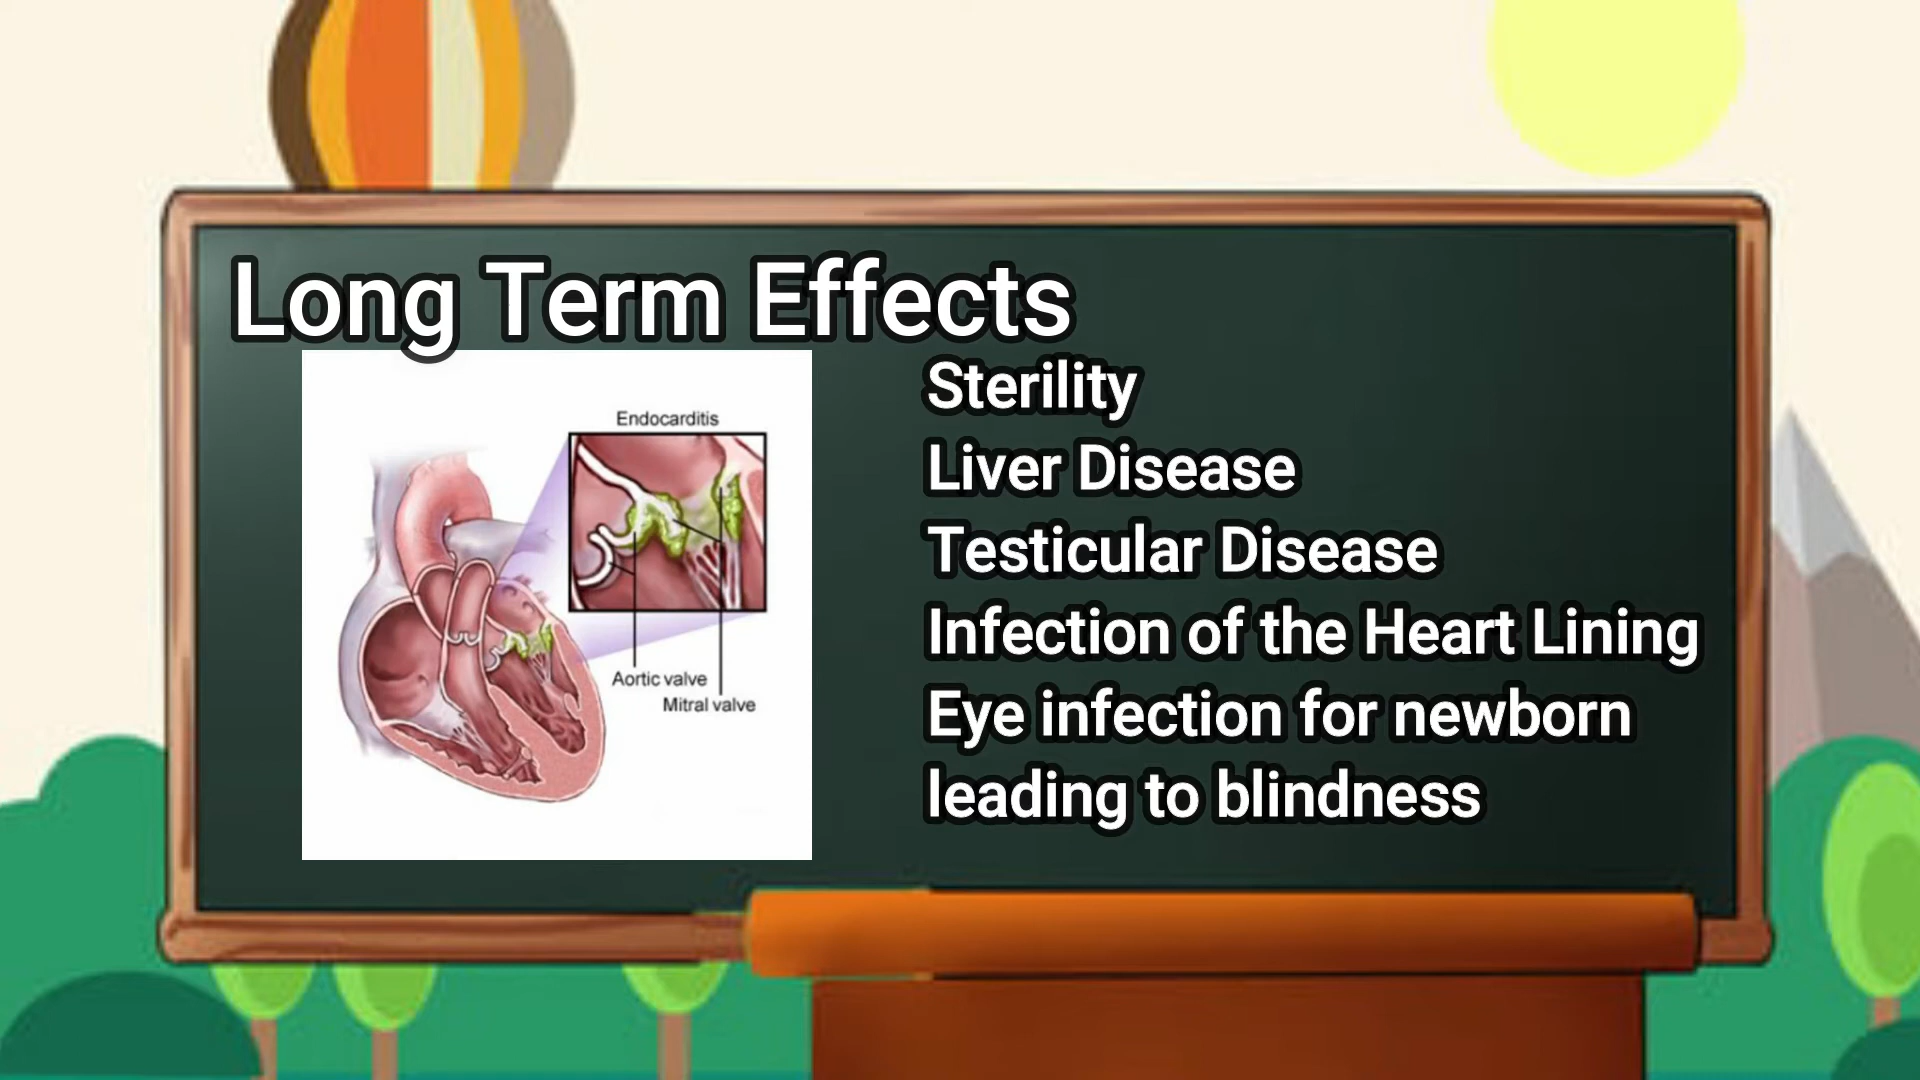 Long Term Effects
Endocarditis
Aortic valve
Mitral valve
Sterility
Liver Disease
Testicular Disease
Infection of the Heart Lining
Eye infection for newborn
leading to blindness